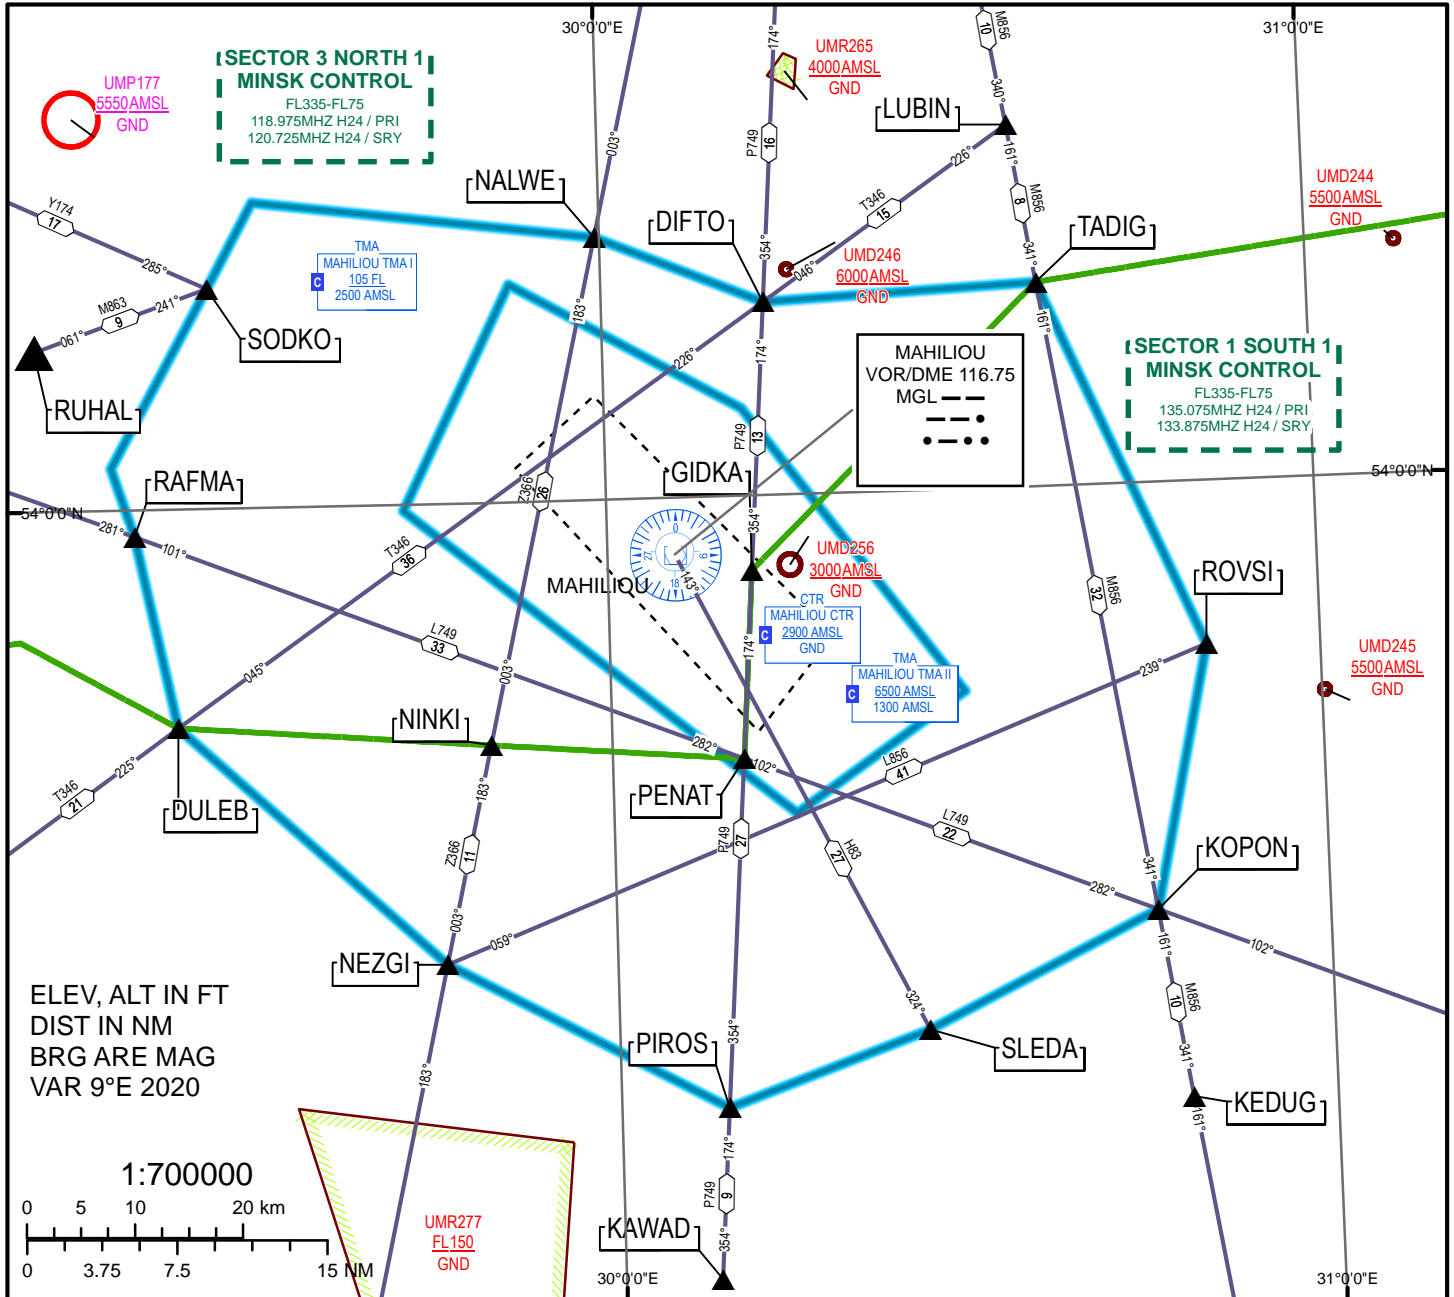 30°0'0"E
31°0'0"E
SECTOR 3 NORTH 1
MINSK CONTROL
FL335-FL75
118.975MHZ H24 / PRI
120.725MHZ H24 / SRY
UMP177
5550AMSL
GND
UMR265
4000AMSL
GND
174°
10
M856
340°
LUBIN
003°
P749
16
226°
161°
NALWE
UMD244
5500AMSL
GND
Y174
17
T346
15
8
M856
DIFTO
TADIG
TMA
MAHILIOU TMA I
105 FL
2500 AMSL
C
354°
046°
UMD246
6000AMSL
GND
341°
285°
M863
9
241°
061°
183°
161°
SODKO
226°
174°
MAHILIOU
VOR/DME 116.75
MGL
SECTOR 1 SOUTH 1
MINSK CONTROL
FL335-FL75
135.075MHZ H24 / PRI
133.875MHZ H24 / SRY
RUHAL
P749
13
GIDKA
54°0'0"N
RAFMA
Z366
26
54°0'0"N
281°
101°
354°
0
9
18
27
T346
36
143°
MAHILIOU
UMD256
3000AMSL
GND
ROVSI
32
M856
CTR
MAHILIOU CTR
2900 AMSL
GND
C
L749
33
174°
045°
003°
239°
TMA
MAHILIOU TMA II
6500 AMSL
1300 AMSL
C
UMD245
5500AMSL
GND
NINKI
282°
102°
225°
L856
41
T346
21
183°
PENAT
DULEB
P749
27
L749
22
Z366
11
H83
27
KOPON
341°
282°
003°
059°
102°
161°
NEZGI
ELEV, ALT IN FT
DIST IN NM
BRG ARE MAG
VAR 9°E 2020
324°
10
M856
354°
PIROS
SLEDA
341°
183°
KEDUG
161°
174°
1:700000
0 5 10 20 km
0 3.75 7.5 15 NM
P749
9
UMR277
FL150
GND
KAWAD
354°
30°0'0"E
31°0'0"E